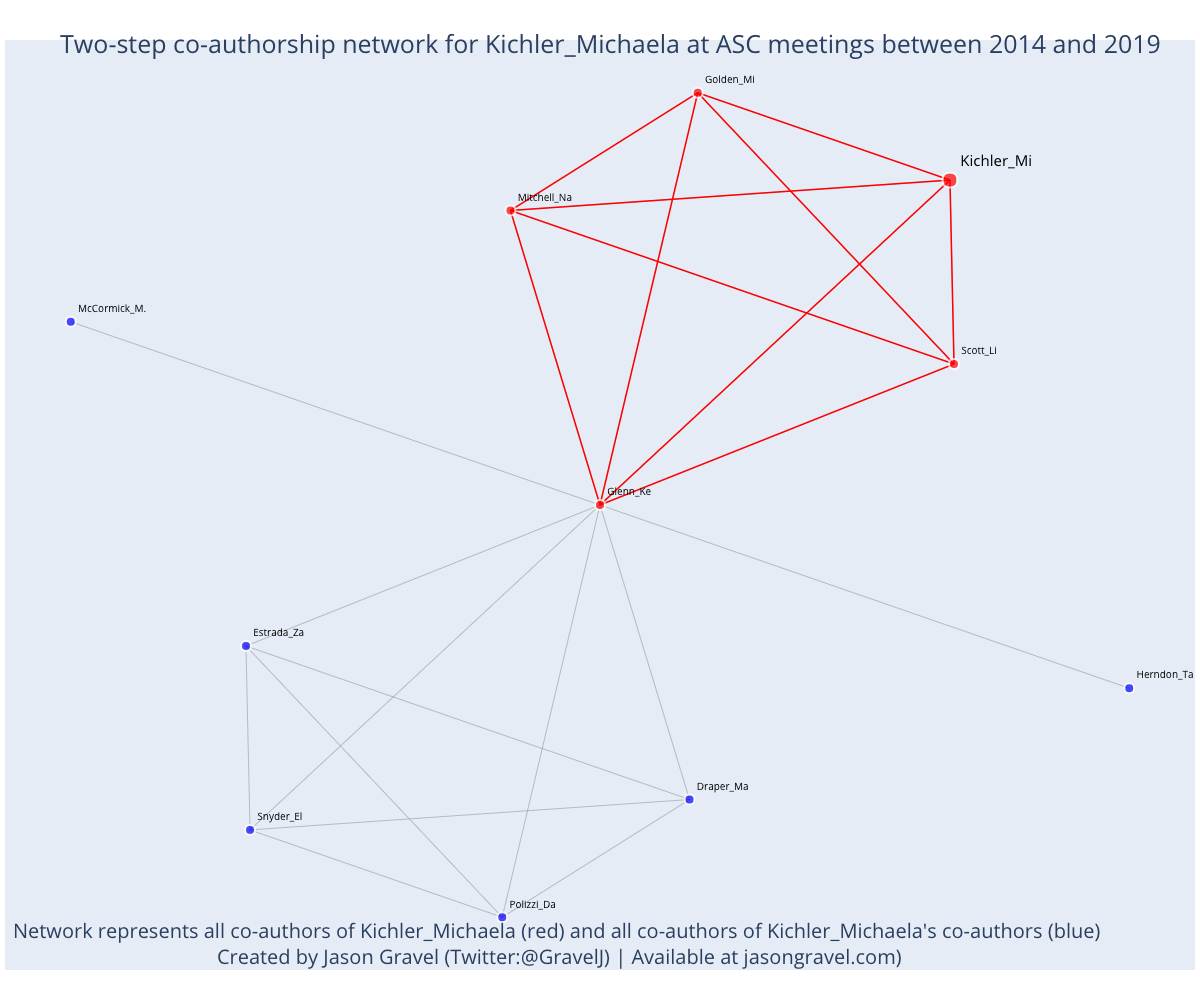 Two-step co-authorship network for Kichler_Michaela at ASC meetings between 2014 and 2019
Golden_Mi
Kichler_Mi
Mitchell_Na
McCormick_M.
Scott_Li
Glenn_Ke
Estrada_Za
Herndon_Ta
Draper_Ma
Snyder_El
Polizzi_Da
Network represents all co-authors of Kichler_Michaela (red) and all co-authors of Kichler_Michaela's co-authors (blue)
Created by Jason Gravel (Twitter:@GravelJ) | Available at jasongravel.com)